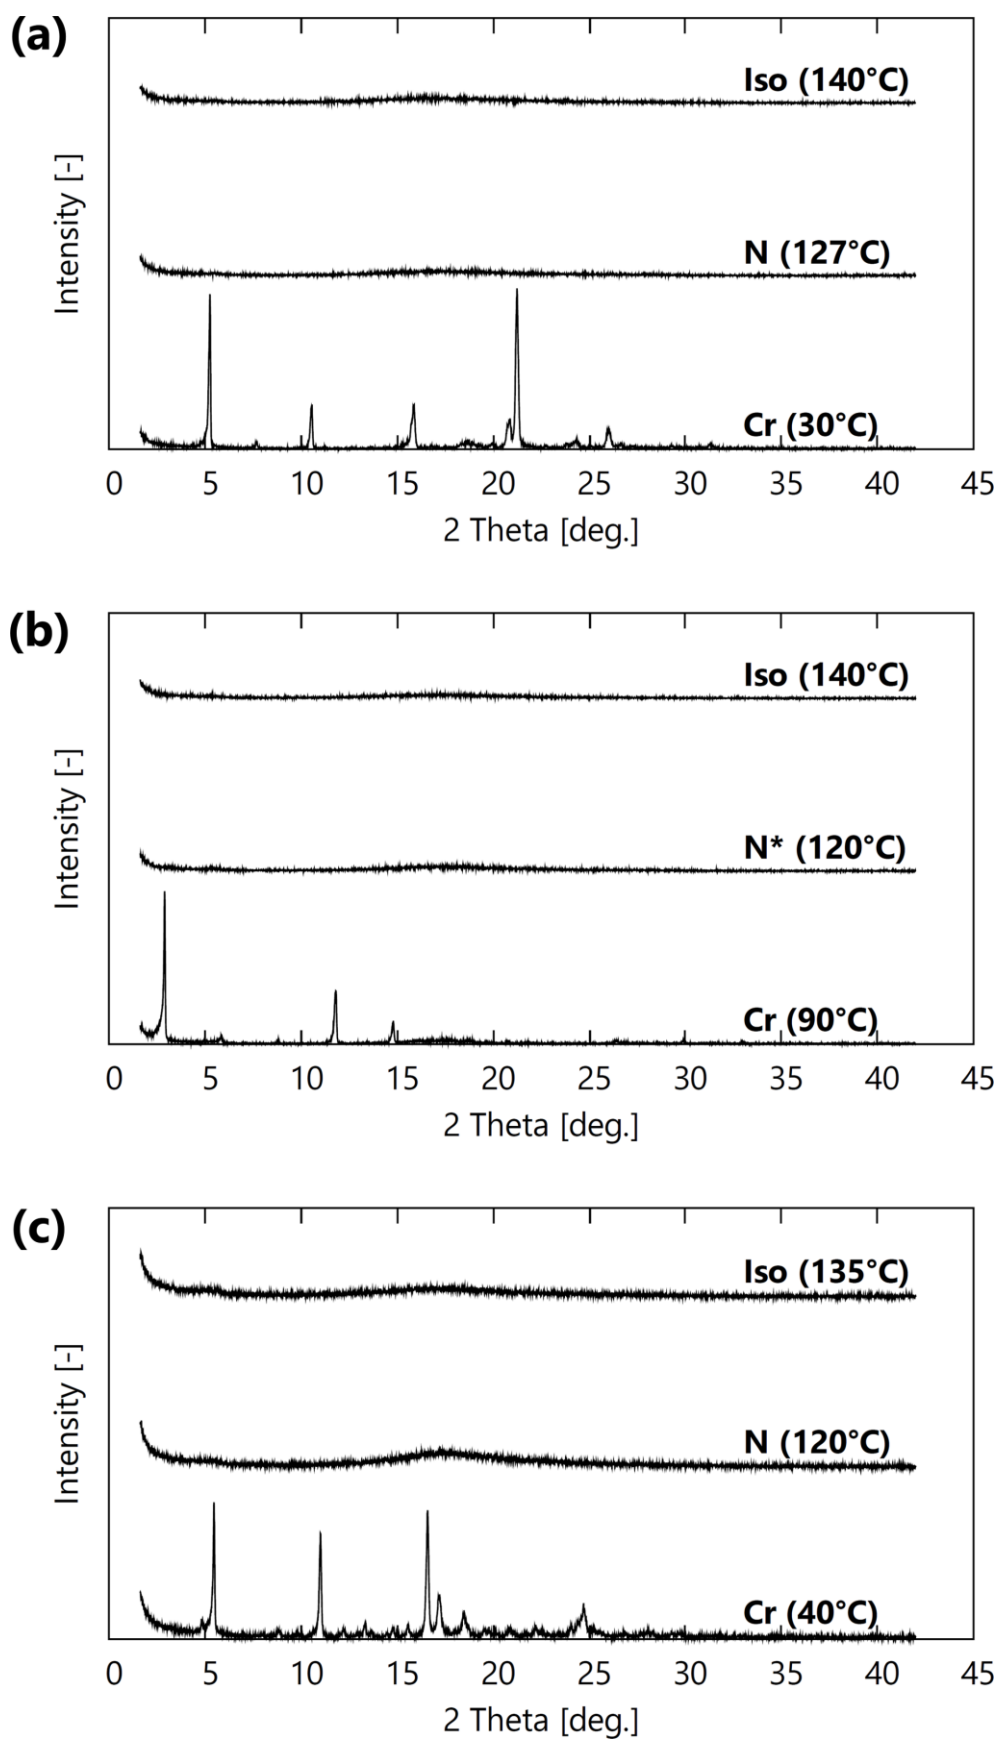 (a)
Iso (140°C)
N (127°C)
Cr (30°C)
Intensity [-]
0 5 10 15 20 25 30 35 40 45
2 Theta [deg.]
(b)
Iso (140°C)
N* (120°C)
Cr (90°C)
Intensity [-]
0 5 10 15 20 25 30 35 40 45
2 Theta [deg.]
(c)
Iso (135°C)
N (120°C)
Cr (40°C)
Intensity [-]
0 5 10 15 20 25 30 35 40 45
2 Theta [deg.]